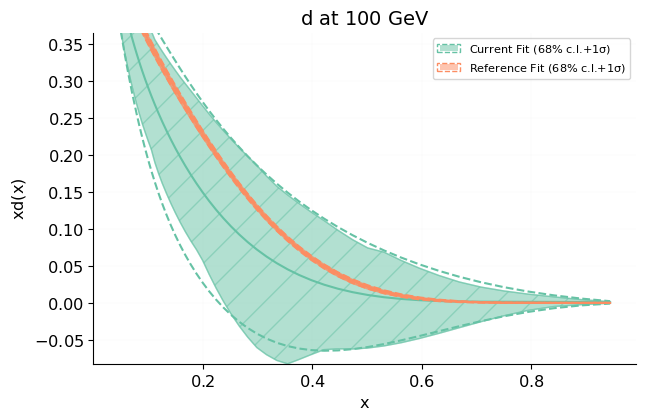 d at 100 GeV
Current Fit (68% c.l.+1σ)
Reference Fit (68% c.l.+1σ)
xd(x)
0.35
0.30
0.25
0.20
0.15
0.10
0.05
0.00
−0.05
0.2 0.4 0.6 0.8
x